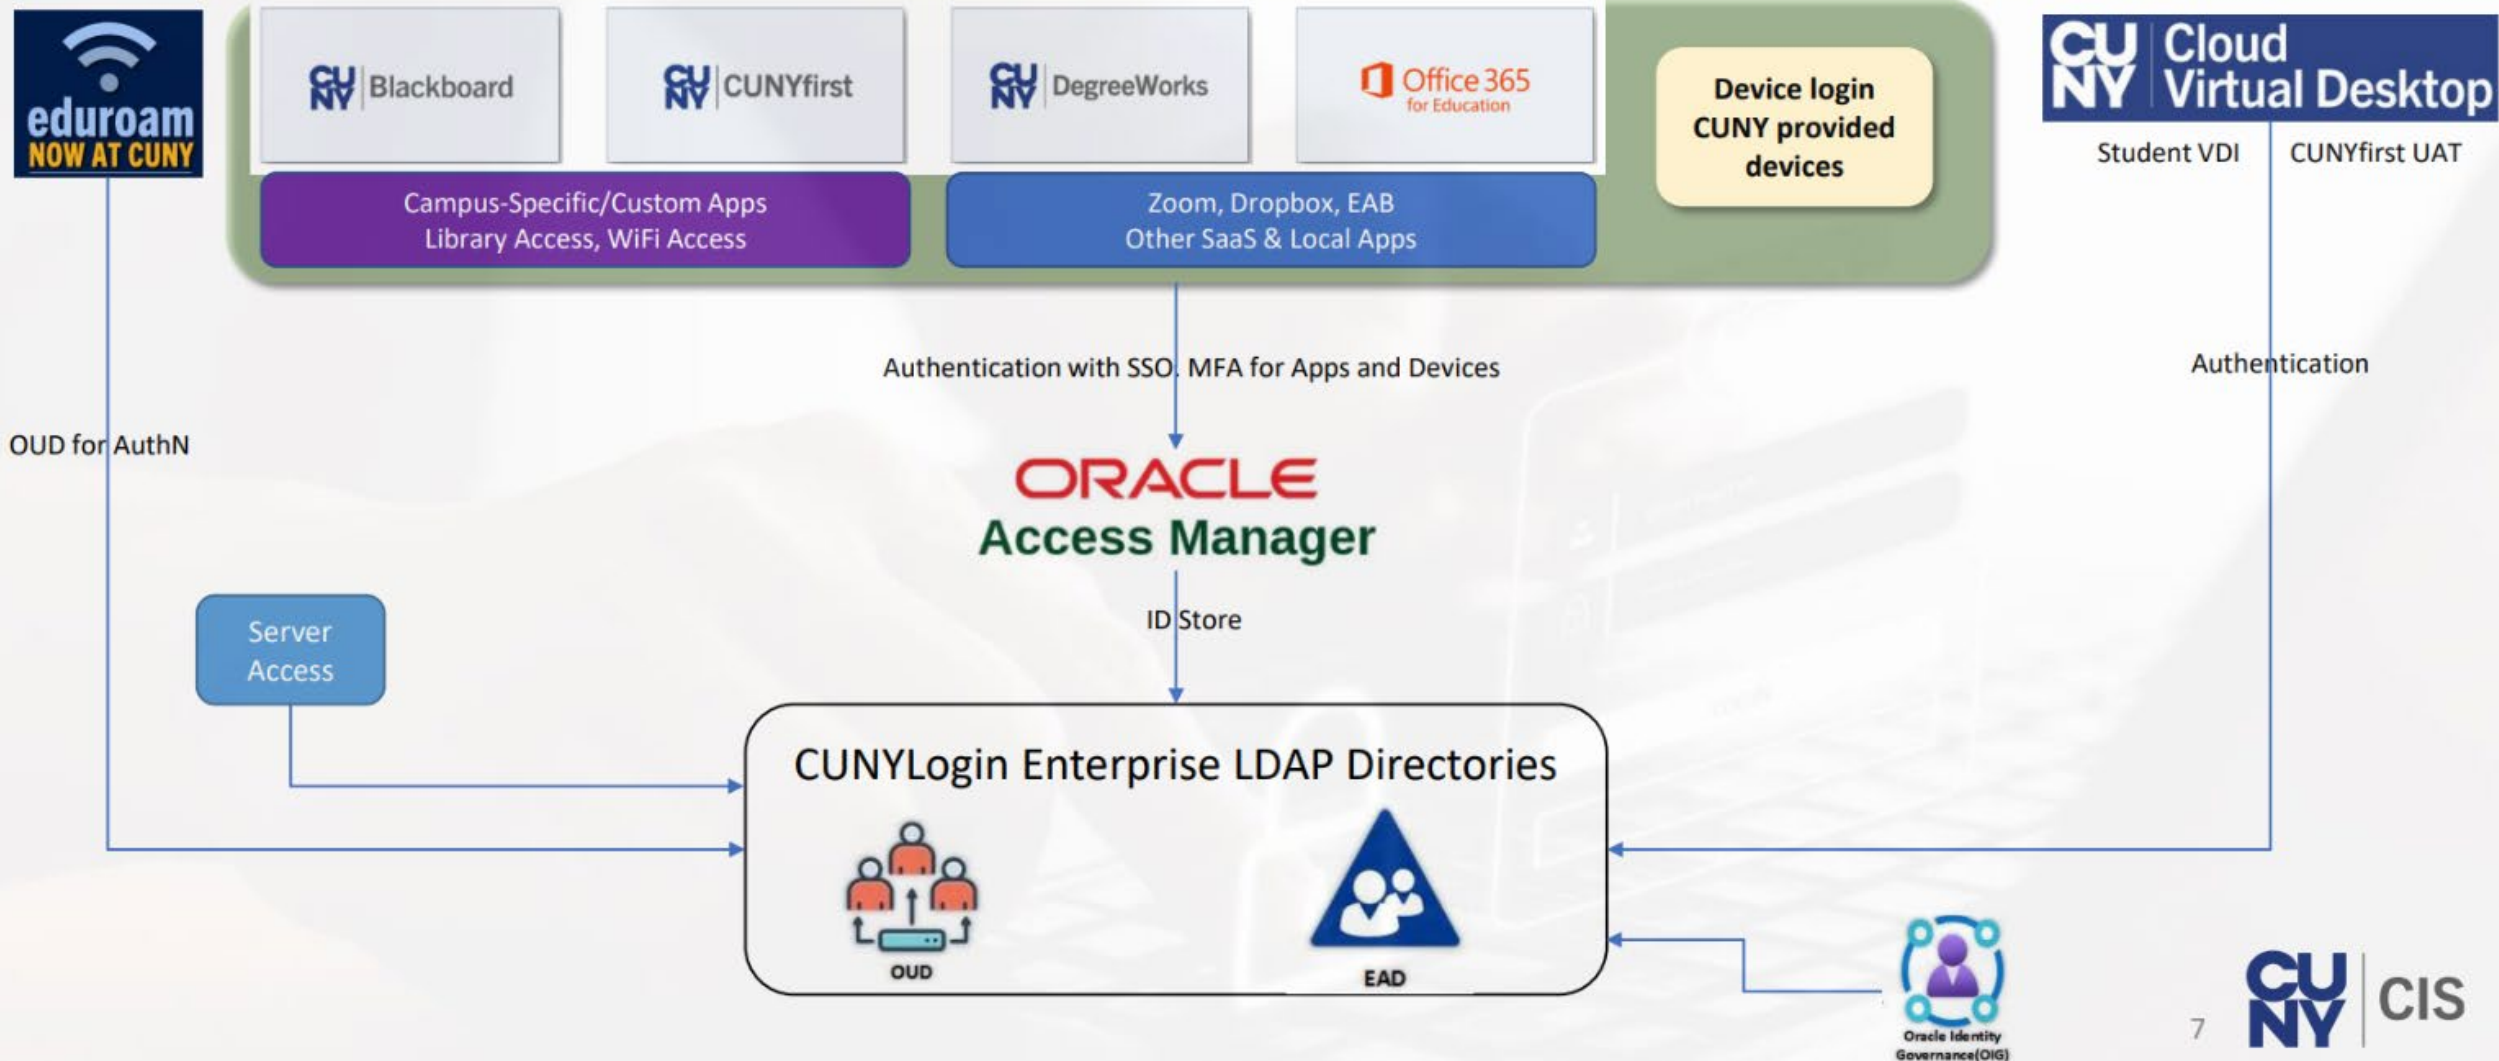 eduroam
NOW AT CUNY
CUNY Blackboard
CUNY CUNYfirst
CUNY DegreeWorks
Office 365
for Education
Device login
CUNY provided
devices
CUNY Cloud
Virtual Desktop
Student VDI
CUNYfirst UAT
Campus-Specific/Custom Apps
Library Access, WiFi Access
Zoom, Dropbox, EAB
Other SaaS & Local Apps
Authentication with SSO. MFA for Apps and Devices
Authentication
OUD for AuthN
ORACLE
Access Manager
ID Store
Server
Access
CUNYLogin Enterprise LDAP Directories
OUD
EAD
Oracle Identity
Governance(OIG)
7
CUNY CIS